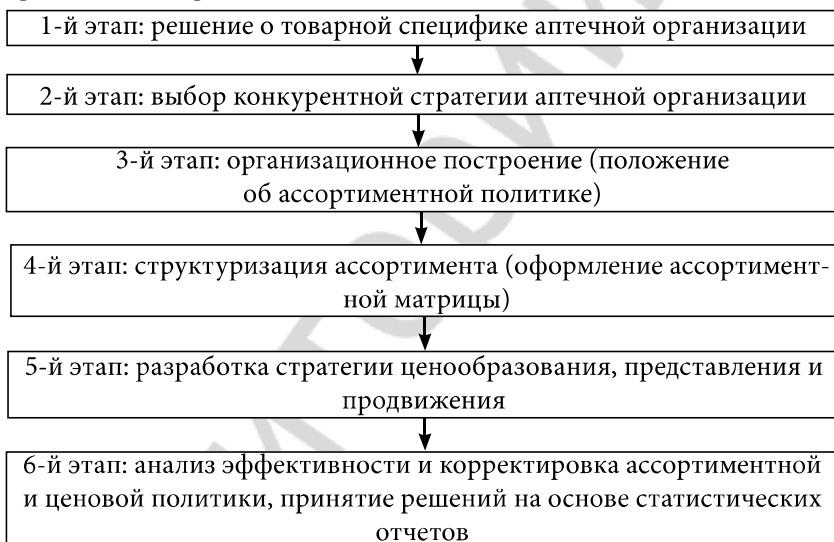 1-й этап: решение о товарной специфике аптечной организации
2-й этап: выбор конкурентной стратегии аптечной организации
3-й этап: организационное построение (положение
об ассортиментной политике)
4-й этап: структуризация ассортимента (оформление ассортимент-
ной матрицы)
5-й этап: разработка стратегии ценообразования, представления и
продвижения
6-й этап: анализ эффективности и корректировка ассортиментной
и ценовой политики, принятие решений на основе статистических
отчетов